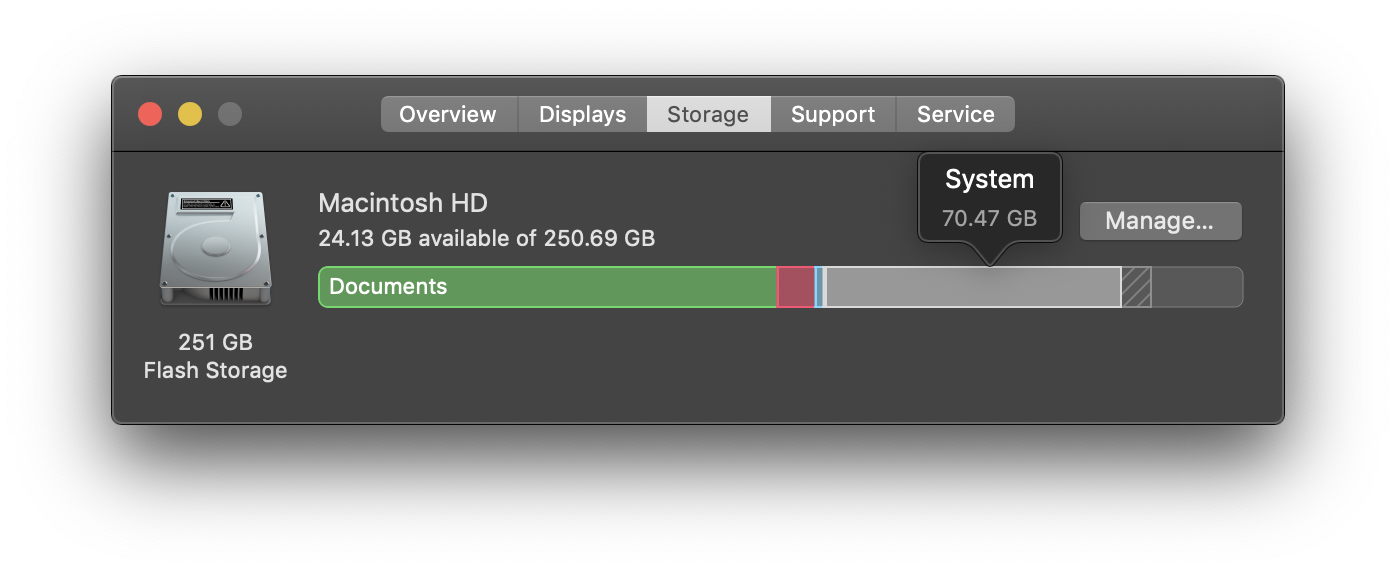 Overview Displays Storage Support Service
System
70.47 GB
Macintosh HD
24.13 GB available of 250.69 GB
Manage...
Documents
251 GB
Flash Storage